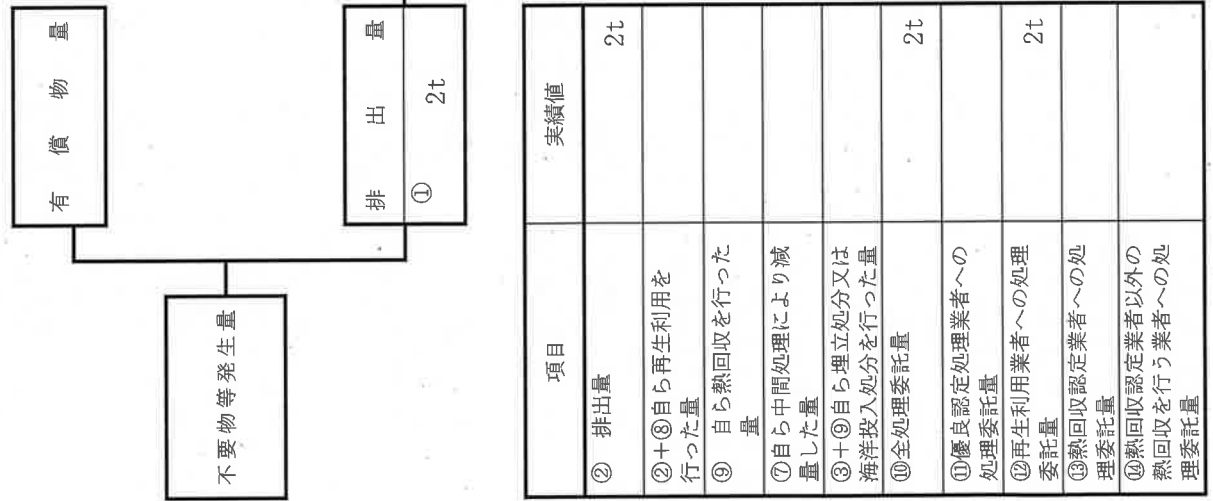 不要物等発生量
有償物量
排出量
①
2t
項目
実績値
② 排出量
2t
②＋⑧自ら再生利用を
行った量
⑨ 自ら熱回収を行った
量
⑦自ら中間処理により減
量した量
③＋⑨自ら埋立処分又は
海洋投入処分を行った量
⑩全処理委託量
2t
⑪優良認定処理業者への
処理委託量
⑫再生利用業者への処理
委託量
2t
⑬熱回収認定業者への処
理委託量
⑭熱回収認定業者以外の
熱回収を行う業者への処
理委託量